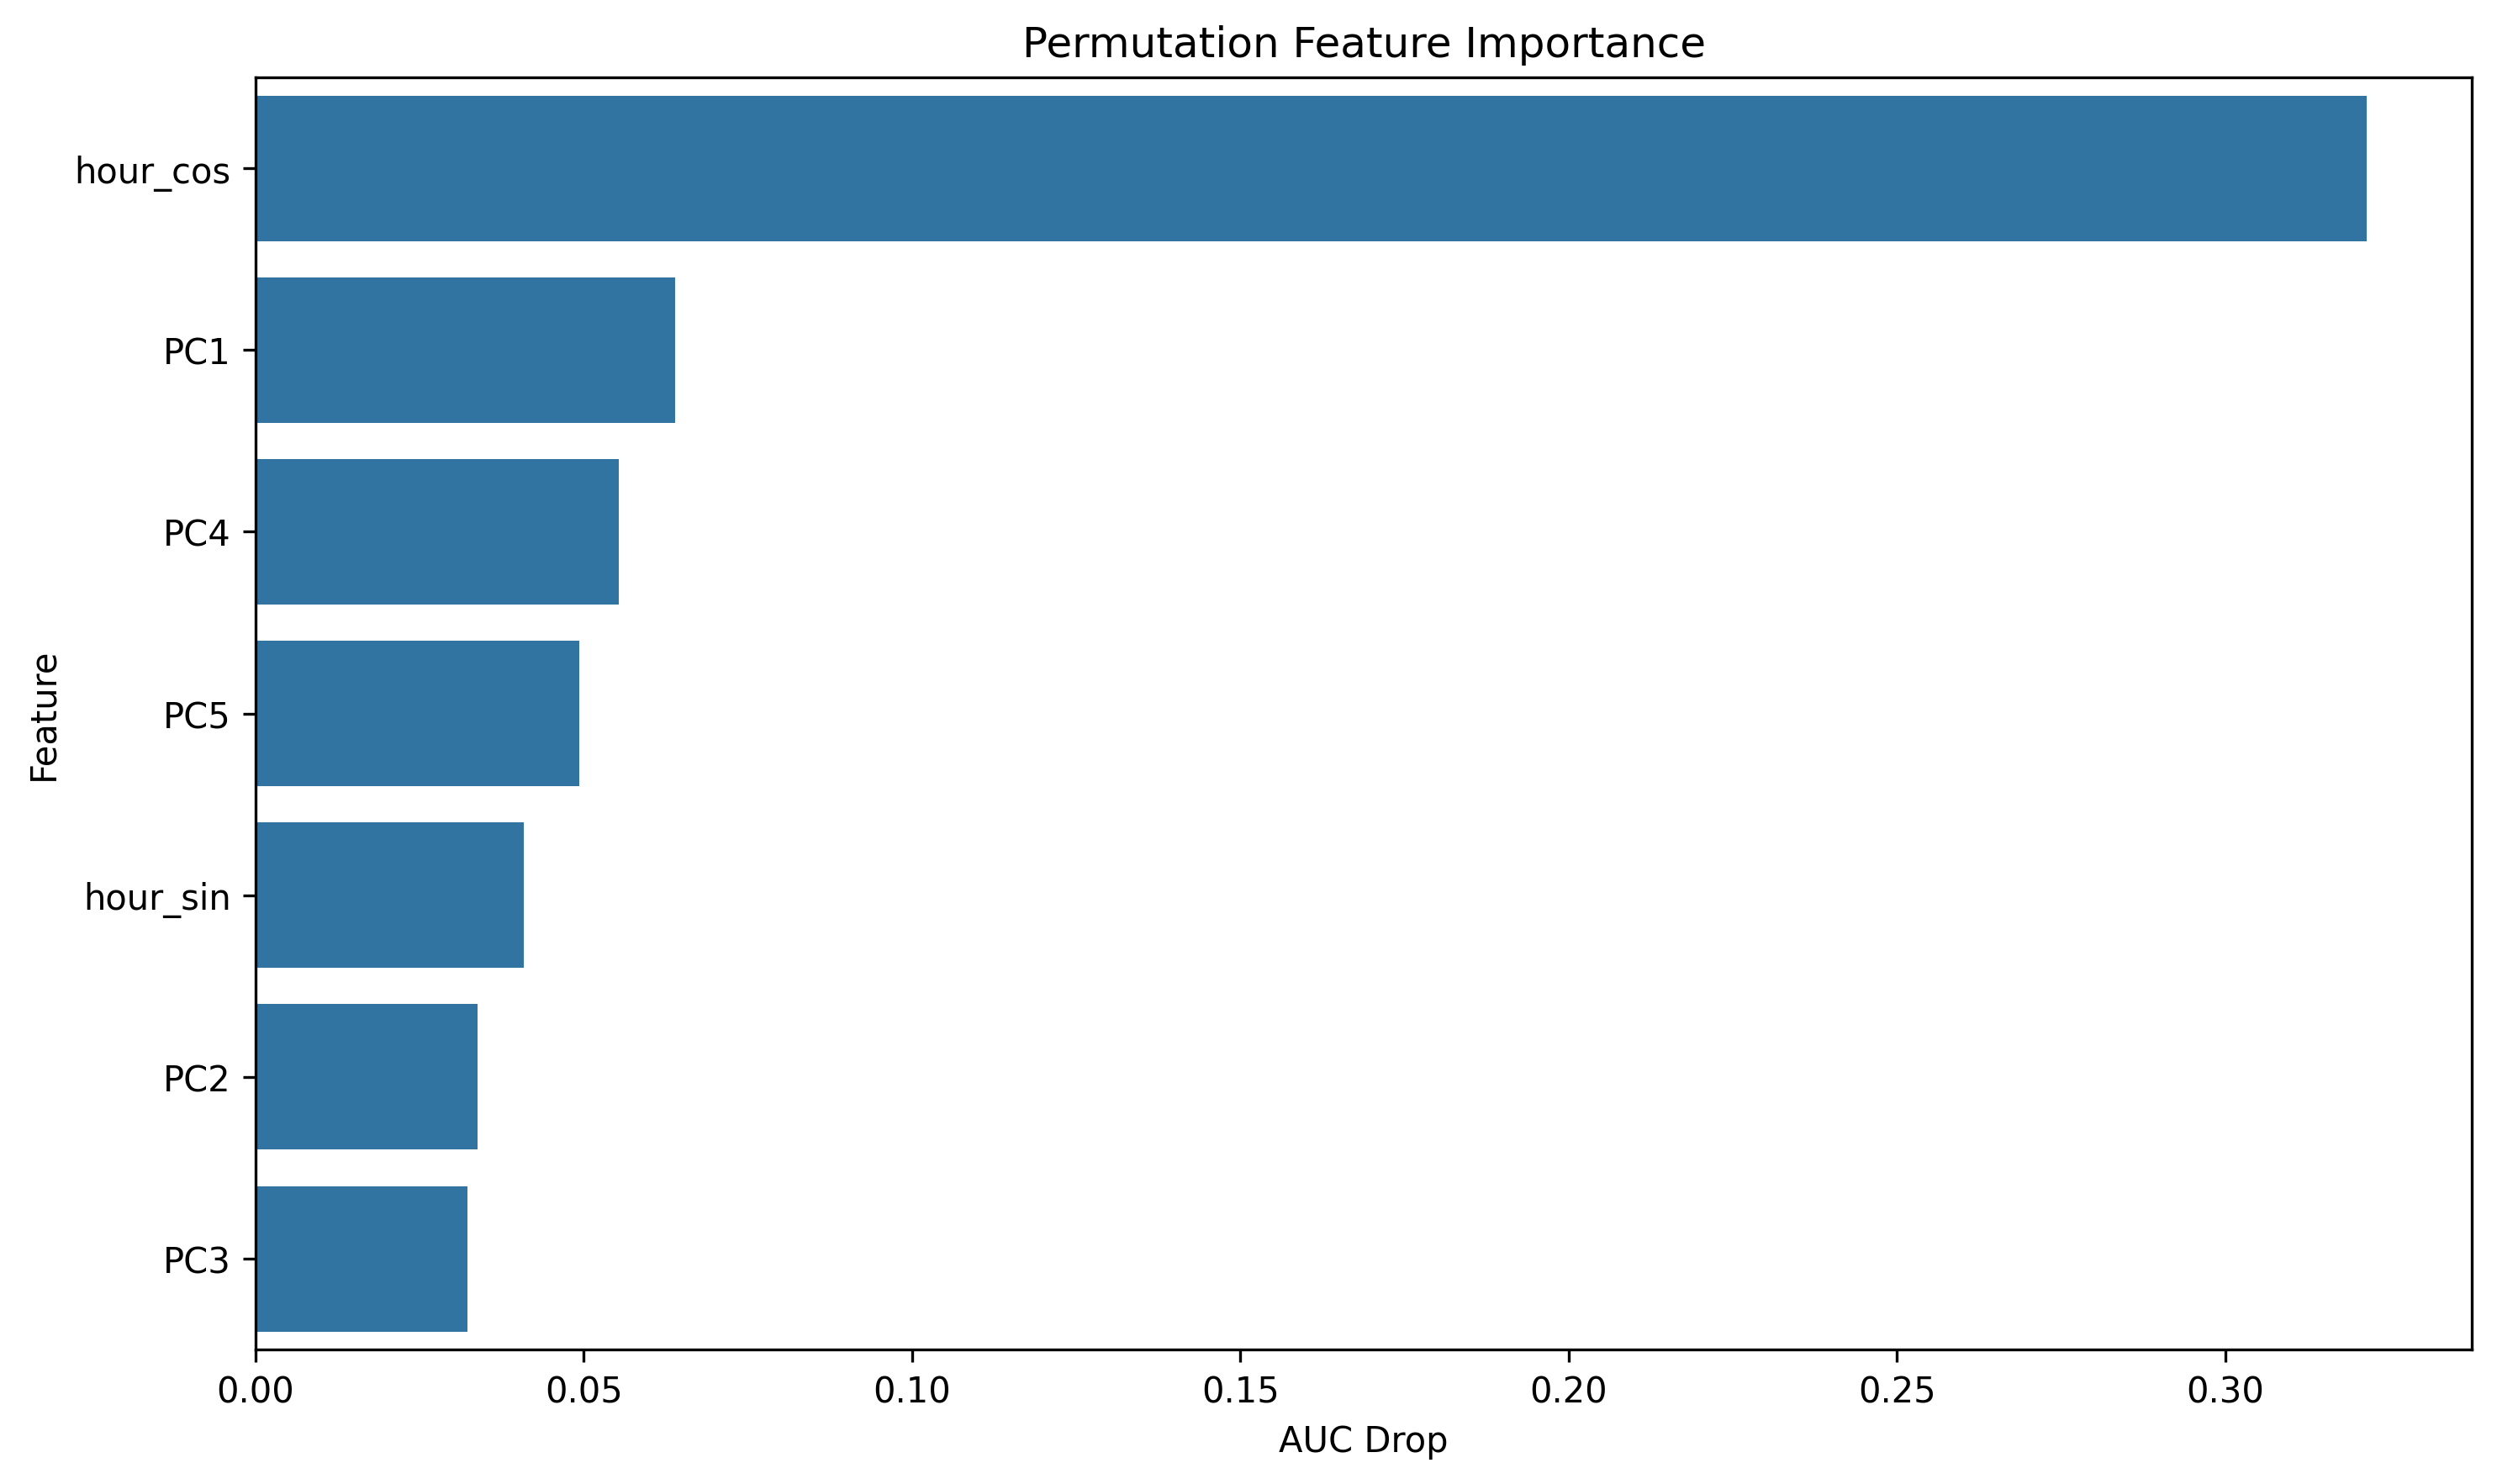 Permutation Feature Importance
hour_cos
PC1
PC4
PC5
hour_sin
PC2
PC3
Feature
0.00 0.05 0.10 0.15 0.20 0.25 0.30
AUC Drop